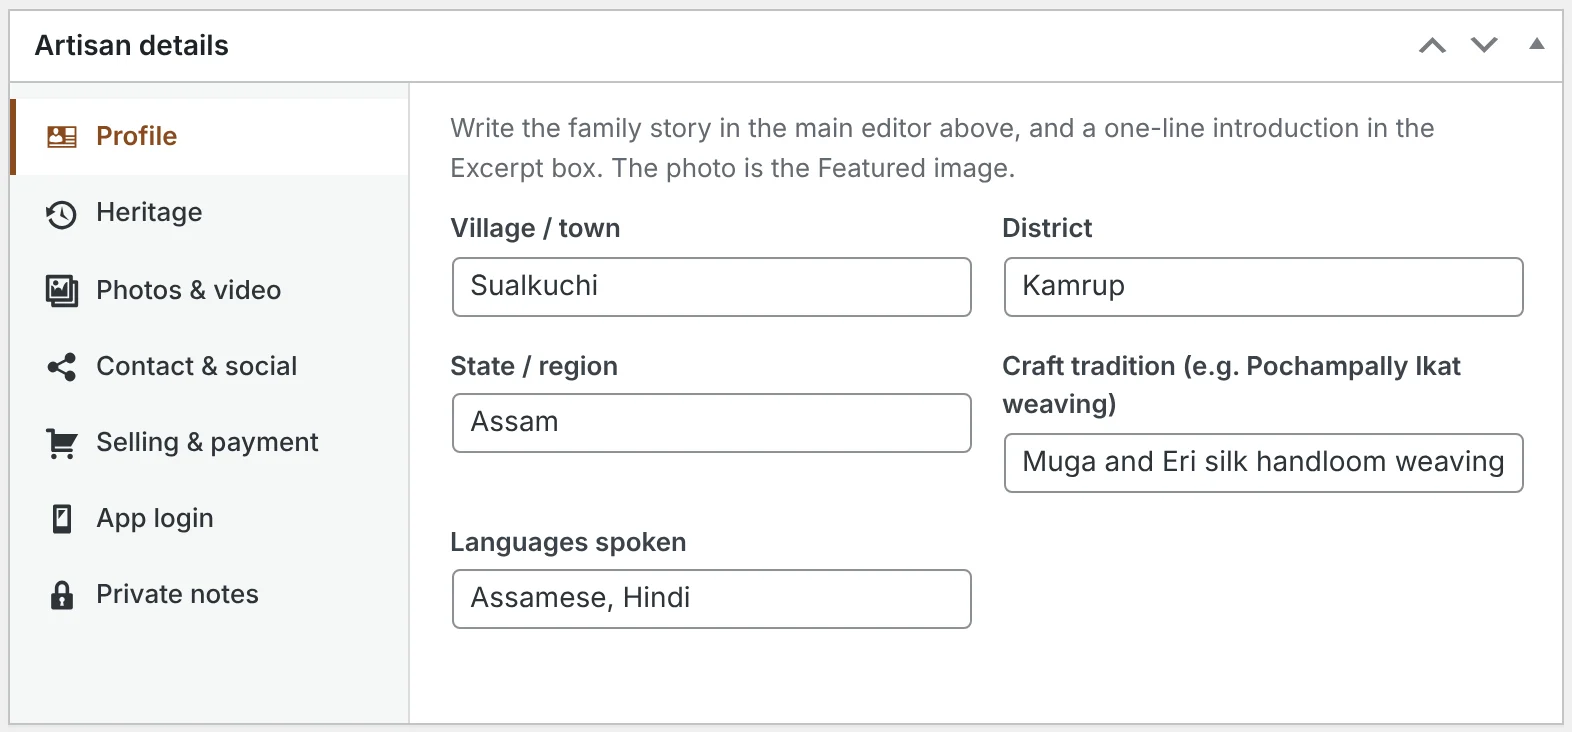 Artisan details
Profile
Heritage
Photos & video
Contact & social
Selling & payment
App login
Private notes
Write the family story in the main editor above, and a one-line introduction in the
Excerpt box. The photo is the Featured image.
Village / town
Sualkuchi
District
Kamrup
State / region
Assam
Craft tradition (e.g. Pochampally Ikat
weaving)
Muga and Eri silk handloom weaving
Languages spoken
Assamese, Hindi